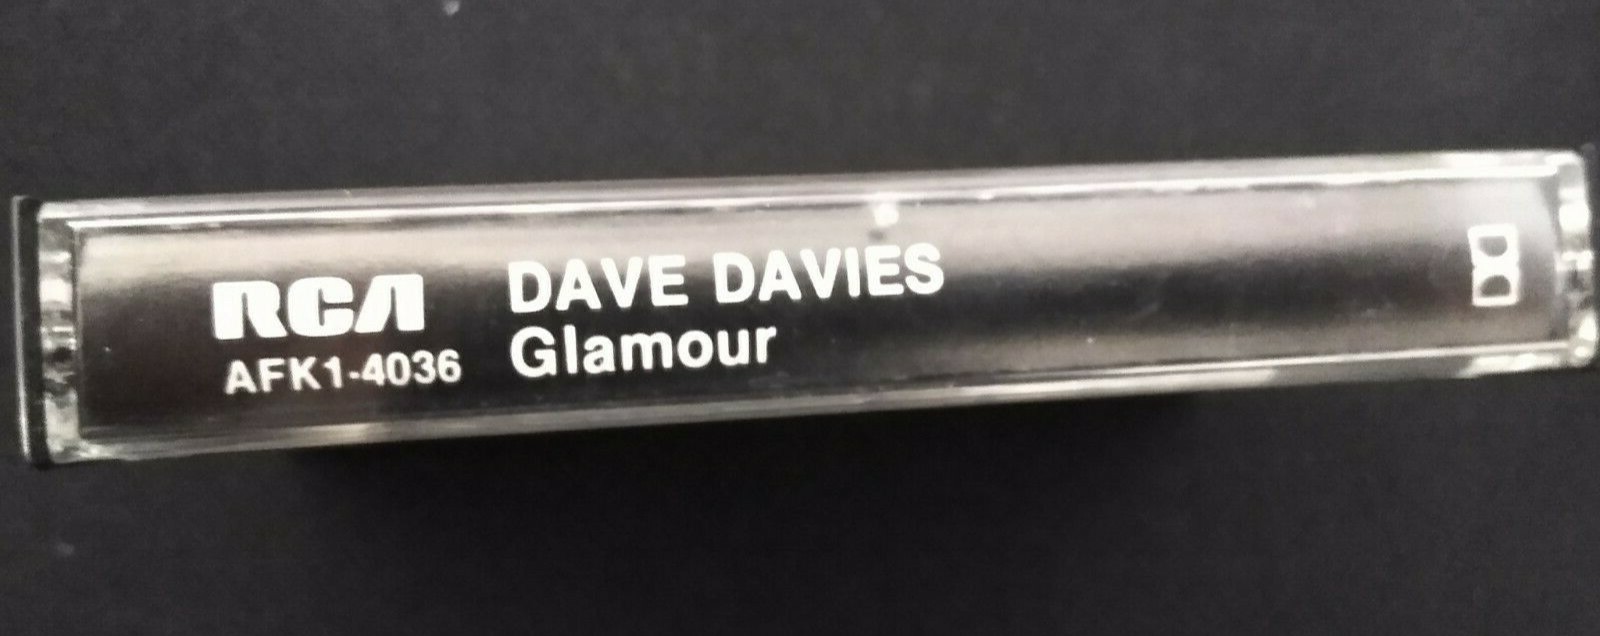 RCA
AFK1-4036
DAVE DAVIES
Glamour